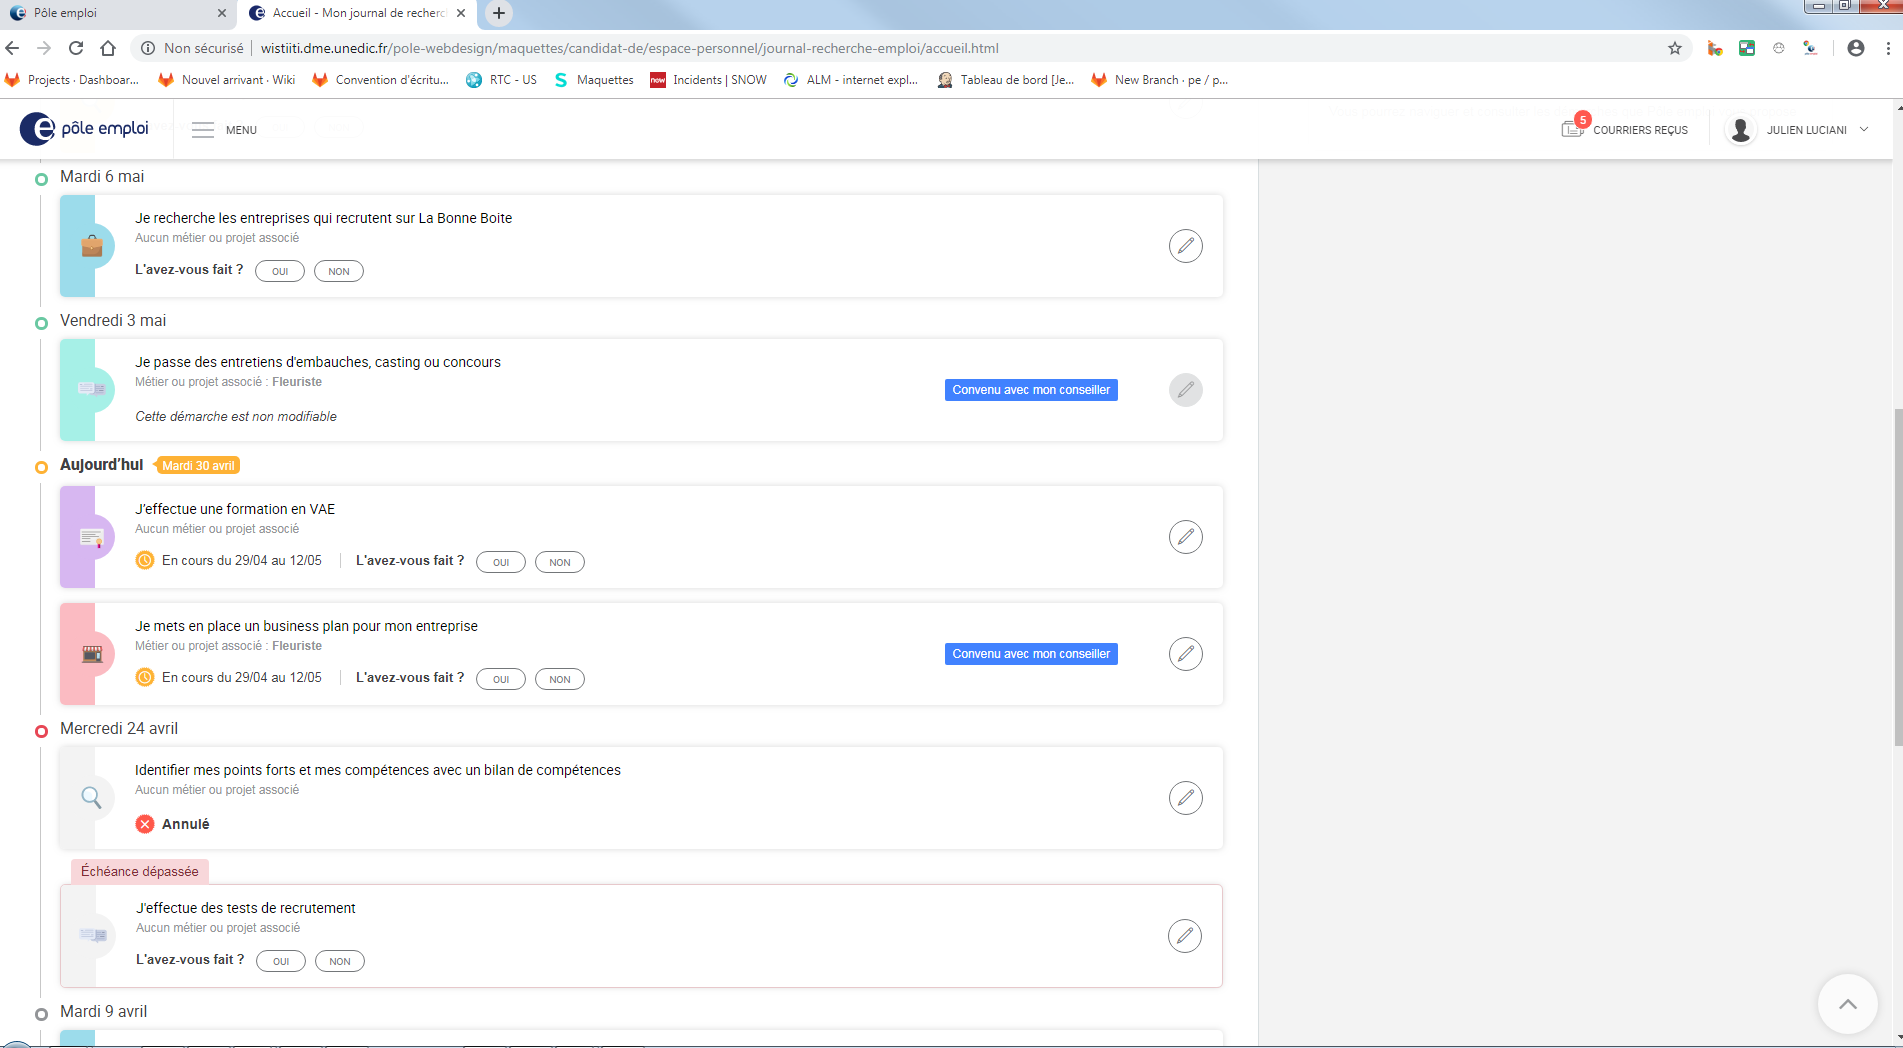 Pôle emploi
Accueil - Mon journal de recherc
Non sécurisé
wistiiti.dme.unedic.fr/pole-webdesign/maquettes/candidat-de/espace-personnel/journal-recherche-emploi/accueil.html
Projects · Dashboar...
Nouvel arrivant · Wiki
Convention d'écritu...
RTC - US
Maquettes
now
Incidents | SNOW
ALM - internet expl...
Tableau de bord [Je...
New Branch · pe / p...
pôle emploi
MENU
5
COURRIERS REÇUS
JULIEN LUCIANI
Mardi 6 mai
Je recherche les entreprises qui recrutent sur La Bonne Boite
Aucun métier ou projet associé
L'avez-vous fait ? OUI NON
Vendredi 3 mai
Je passe des entretiens d'embauches, casting ou concours
Métier ou projet associé : Fleuriste
Convenu avec mon conseiller
Cette démarche est non modifiable
Aujourd'hui Mardi 30 avril
J’effectue une formation en VAE
Aucun métier ou projet associé
En cours du 29/04 au 12/05 L'avez-vous fait ? OUI NON
Je mets en place un business plan pour mon entreprise
Métier ou projet associé : Fleuriste
Convenu avec mon conseiller
En cours du 29/04 au 12/05 L'avez-vous fait ? OUI NON
Mercredi 24 avril
Identifier mes points forts et mes compétences avec un bilan de compétences
Aucun métier ou projet associé
Annulé
Échéance dépassée
J'effectue des tests de recrutement
Aucun métier ou projet associé
L'avez-vous fait ? OUI NON
Mardi 9 avril